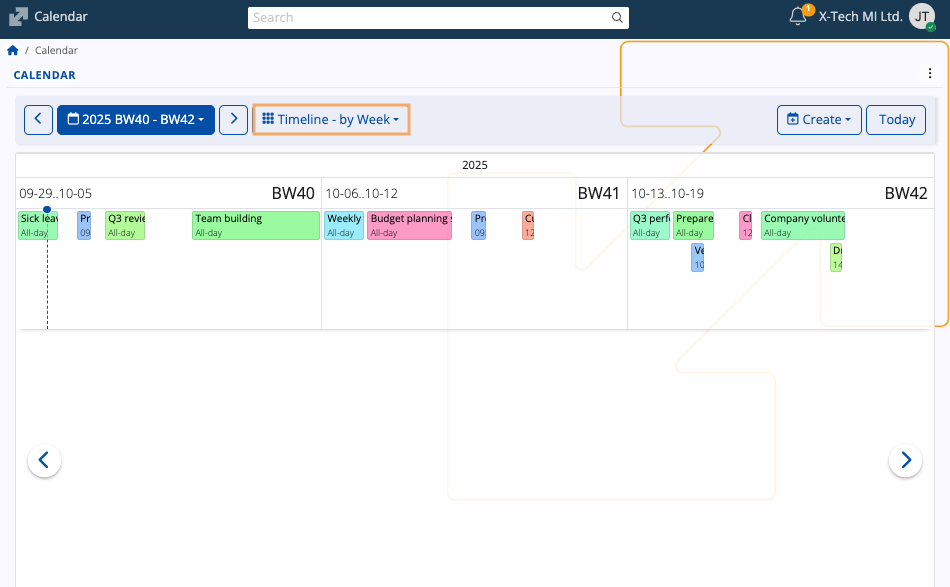 Calendar
Search
1
X-Tech MI Ltd.
JT
/ Calendar
CALENDAR
2025 BW40 - BW42
Timeline - by Week
Create
Today
2025
09-29..10-05 BW40
10-06..10-12 BW41
10-13..10-19 BW42
Sick leav
All-day
Pr
09
Q3 revie
All-day
Team building
All-day
Weekly
All-day
Budget planning s
All-day
Pr
09
Cu
12
Q3 perf
All-day
Prepare
All-day
Cl
12
Company volunte
All-day
Ve
10
Di
14